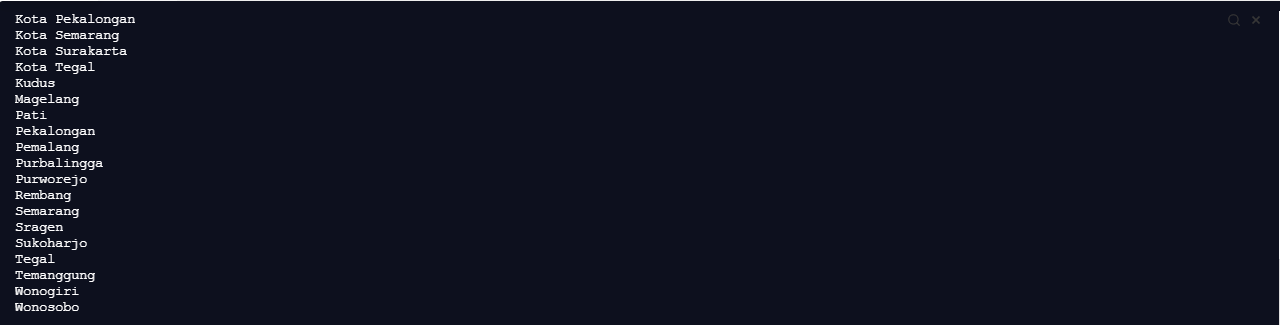 Kota Pekalongan
Kota Semarang
Kota Surakarta
Kota Tegal
Kudus
Magelang
Pati
Pekalongan
Pemalang
Purbalingga
Purworejo
Rembang
Semarang
Sragen
Sukoharjo
Tegal
Temanggung
Wonogiri
Wonosobo